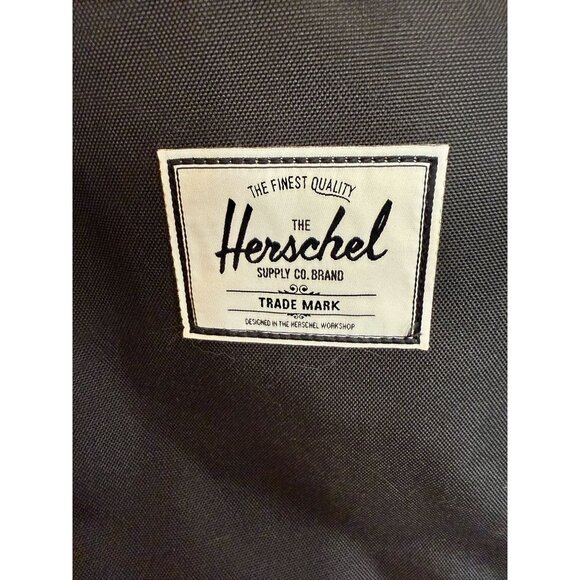 THE FINEST QUALITY
THE
Herschel
SUPPLY CO. BRAND
TRADE MARK
DESIGNED IN THE HERSCHEL WORKSHOP